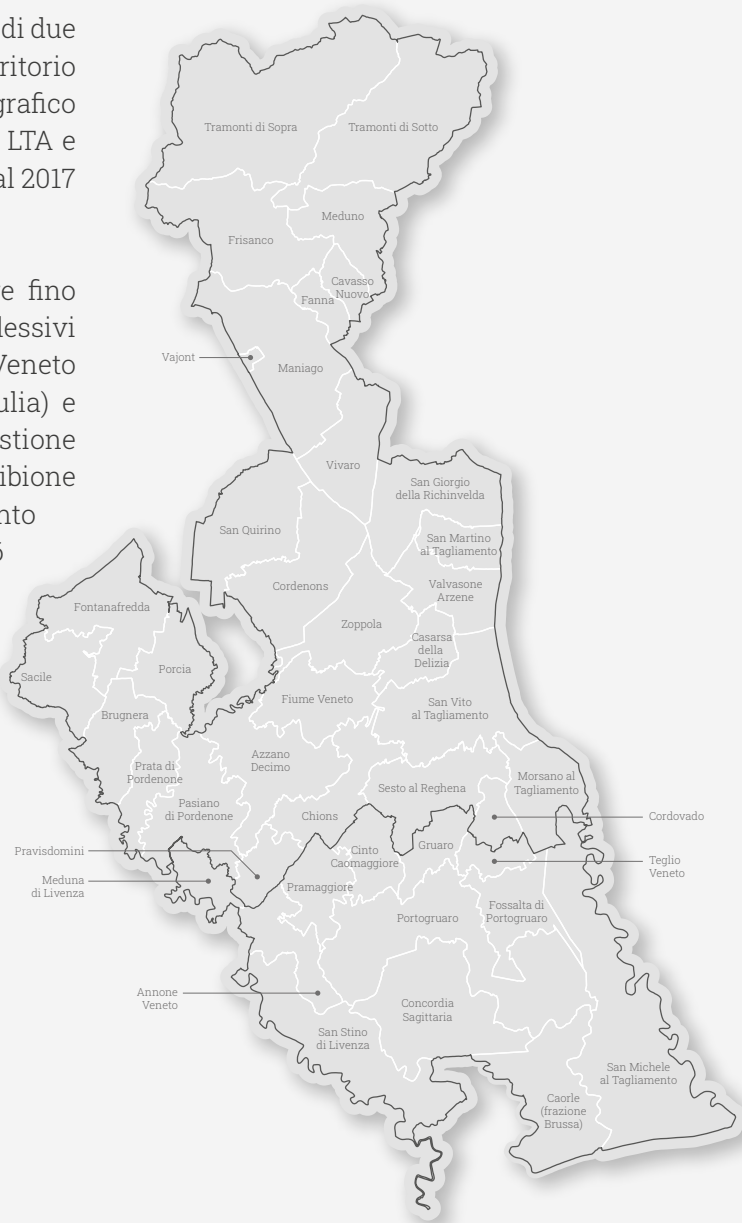 di due
ritorio
grafico
LTA e
al 2017
e fino
lessivi
Veneto
ulia) e
stione
ibione
nto
Tramonti di Sopra
Tramonti di Sotto
Meduno
Frisanco
Cavasso
Nuovo
Fanna
Vajont
Maniago
Vivaro
San Giorgio
della Richinvelda
San Quirino
San Martino
al Tagliamento
Cordenons
Valvasone
Arzene
Fontanafredda
Zoppola
Casarsa
della
Delizia
Sacile
Porcia
Fiume Veneto
San Vito
al Tagliamento
Brugnera
Azzano
Decimo
Prata di
Pordenone
Sesto al Reghena
Morsano al
Tagliamento
Pasiano
di Pordenone
Chions
Cordovado
Pravisdomini
Cinto
Caomaggiore
Gruaro
Teglio
Veneto
Meduna
di Livenza
Pramaggiore
Portogruaro
Fossalta di
Portogruaro
Annone
Veneto
Concordia
Sagittaria
San Stino
di Livenza
San Michele
al Tagliamento
Caorle
(frazione
Brussa)